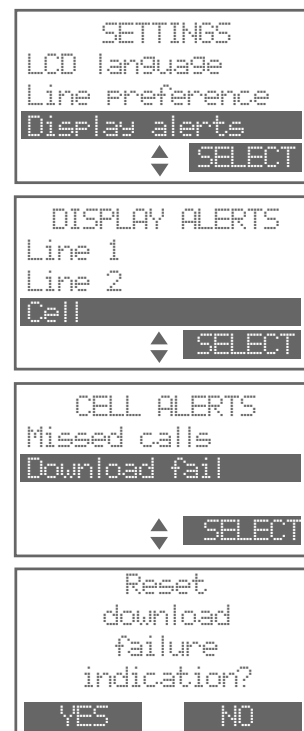 SETTINGS
LCD language
Line preference
Display alerts
SELECT
DISPLAY ALERTS
Line 1
Line 2
Cell
SELECT
CELL ALERTS
Missed calls
Download fail
SELECT
Reset
download
failure
indication?
YES NO